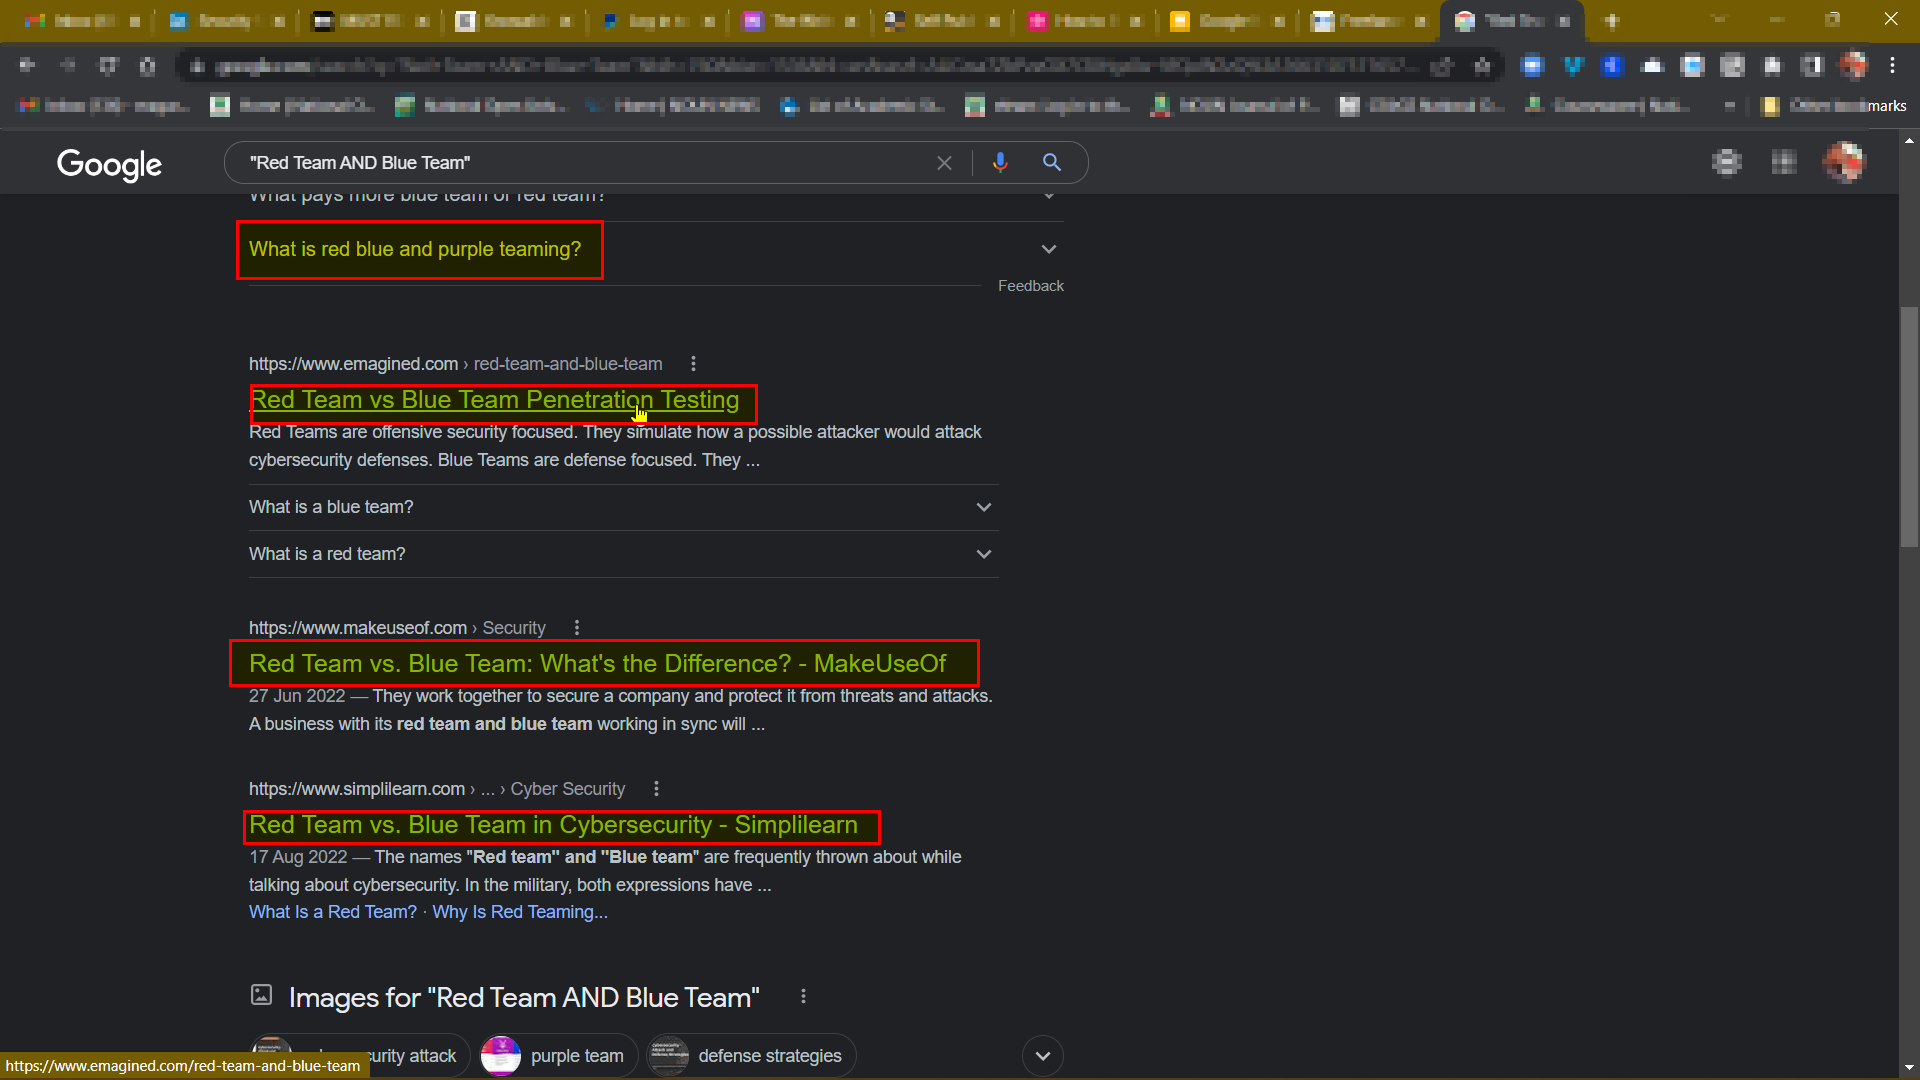 marks
Google
"Red Team AND Blue Team"
What pays more blue team or red team?
What is red blue and purple teaming?
Feedback
https://www.emagined.com › red-team-and-blue-team
Red Team vs Blue Team Penetration Testing
Red Teams are offensive security focused. They simulate how a possible attacker would attack
cybersecurity defenses. Blue Teams are defense focused. They ...
What is a blue team?
What is a red team?
https://www.makeuseof.com › Security
Red Team vs. Blue Team: What's the Difference? - MakeUseOf
27 Jun 2022 — They work together to secure a company and protect it from threats and attacks.
A business with its red team and blue team working in sync will ...
https://www.simplilearn.com › ... › Cyber Security
Red Team vs. Blue Team in Cybersecurity - Simplilearn
17 Aug 2022 — The names "Red team" and "Blue team" are frequently thrown about while
talking about cybersecurity. In the military, both expressions have ...
What Is a Red Team? · Why Is Red Teaming...
Images for "Red Team AND Blue Team"
urity attack
purple team
defense strategies
https://www.emagined.com/red-team-and-blue-team